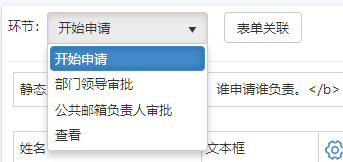 环节： 开始申请 表单关联
开始申请
部门领导审批
静态 谁申请谁负责。</b>
公共邮箱负责人审批
查看
姓名 文本框